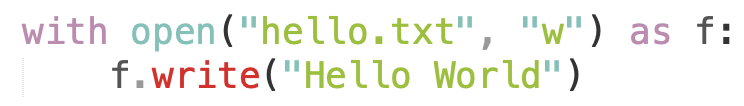 with open("hello.txt", "w") as f:
    f.write("Hello World")